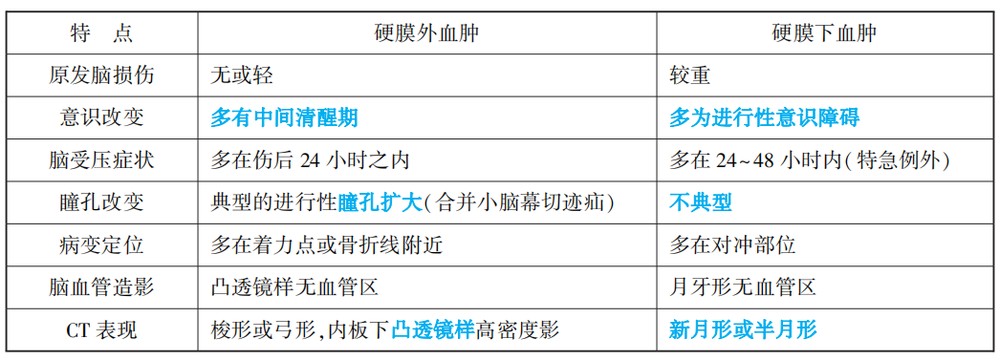 特　点　硬膜外血肿　硬膜下血肿
原发脑损伤　无或轻　较重
意识改变　多有中间清醒期　多为进行性意识障碍
脑受压症状　多在伤后 24 小时之内　多在 24~48 小时内(特急例外)
瞳孔改变　典型的进行性瞳孔扩大(合并小脑幕切迹疝)　不典型
病变定位　多在着力点或骨折线附近　多在对冲部位
脑血管造影　凸透镜样无血管区　月牙形无血管区
CT 表现　梭形或弓形,内板下凸透镜样高密度影　新月形或半月形